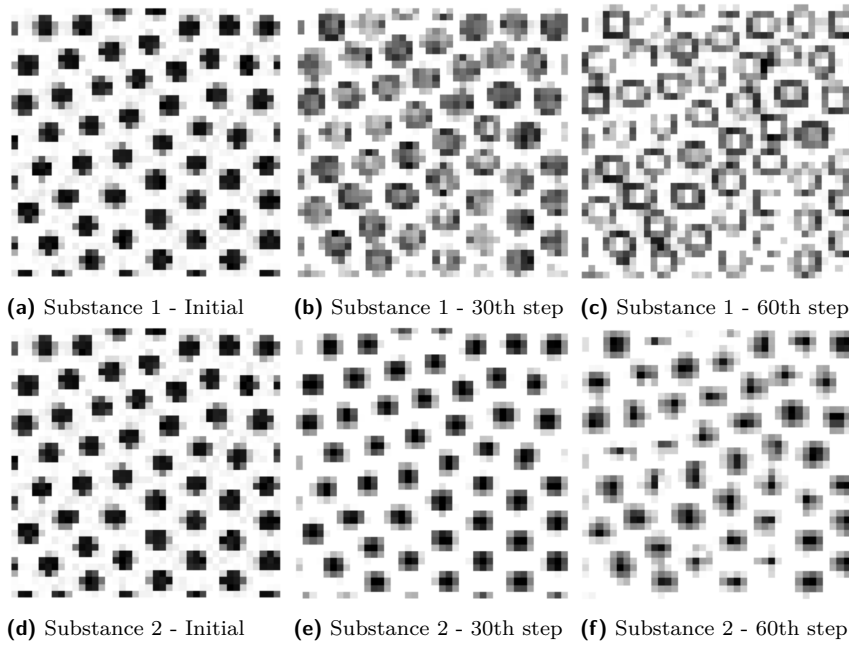 (a) Substance 1 - Initial
(b) Substance 1 - 30th step
(c) Substance 1 - 60th step
(d) Substance 2 - Initial
(e) Substance 2 - 30th step
(f) Substance 2 - 60th step